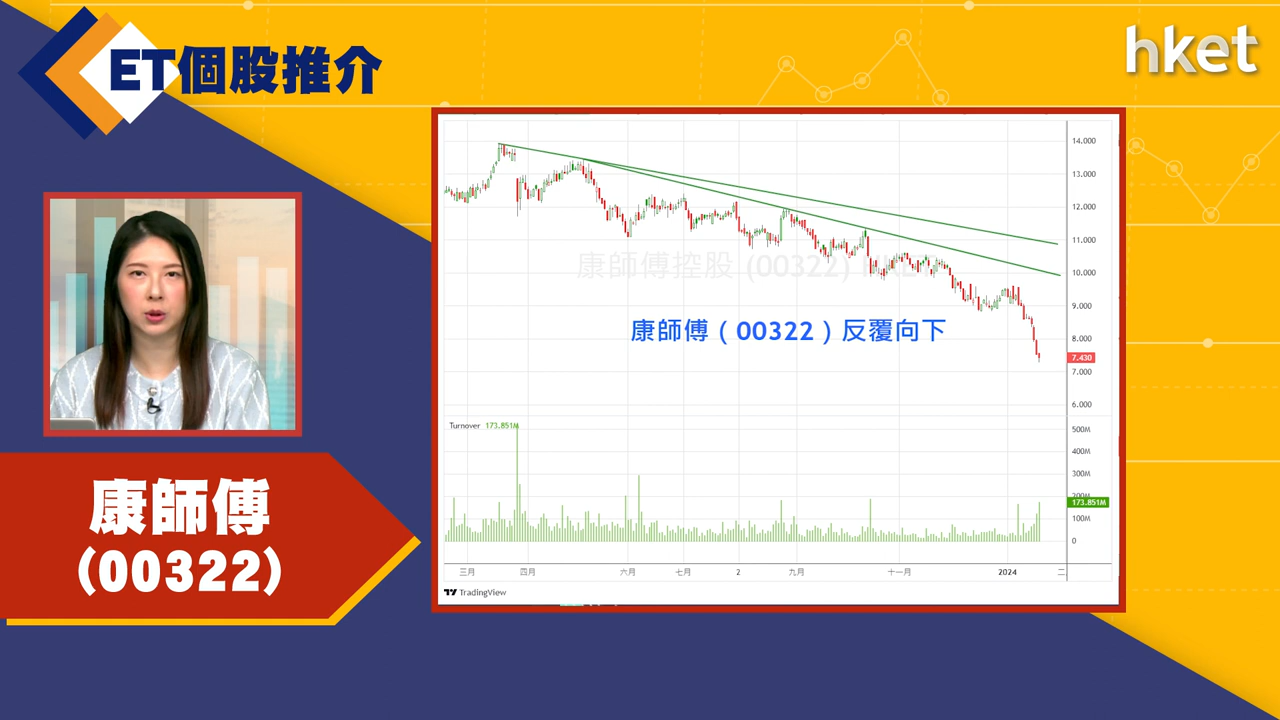 ET個股推介
hket
康師傅
(00322)
14.000
13.000
12.000
11.000
10.000
9.000
8.000
7.430
7.000
6.000
康師傅控股 (00322) HK
康師傅（00322）反覆向下
Turnover 173.851M
500M
400M
300M
200M
173.851M
100M
0
三月 四月 六月 七月 2 九月 十一月 2024 二
TradingView